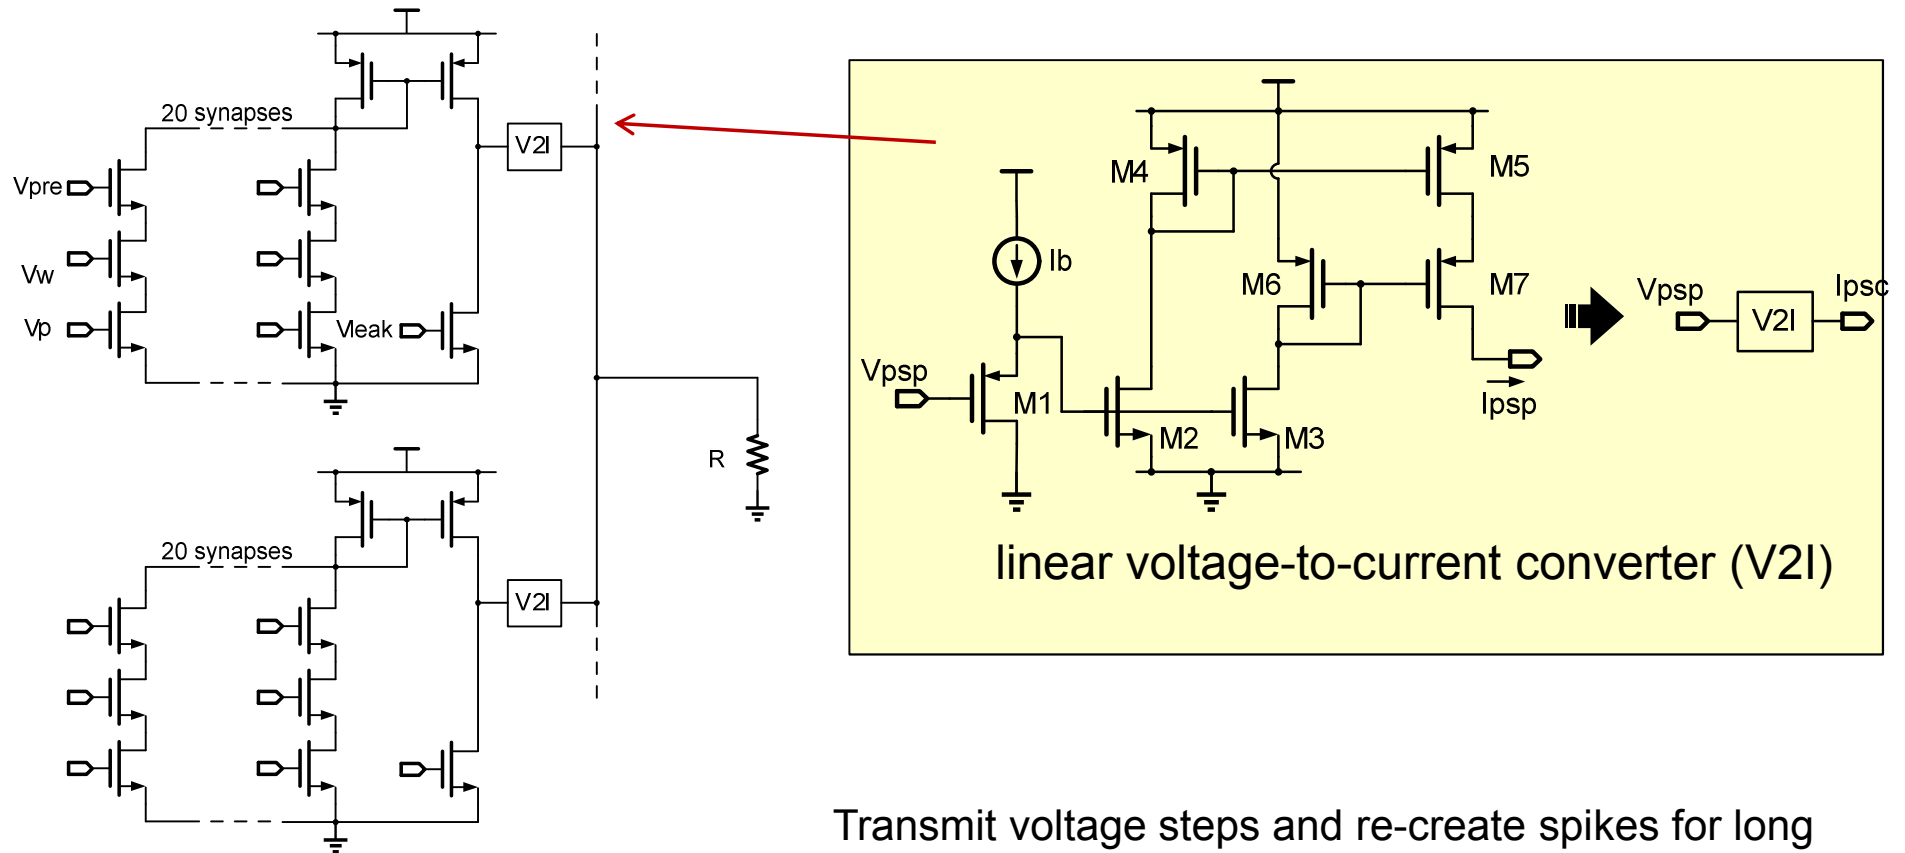 20 synapses
Vpre
Vw
Vp
Vleak
V2I
R
20 synapses
V2I
M4
M5
Ib
M6
M7
Vpsp
M1
M2
M3
Ipsp
Vpsp
V2I
Ipsc
linear voltage-to-current converter (V2I)
Transmit voltage steps and re-create spikes for long